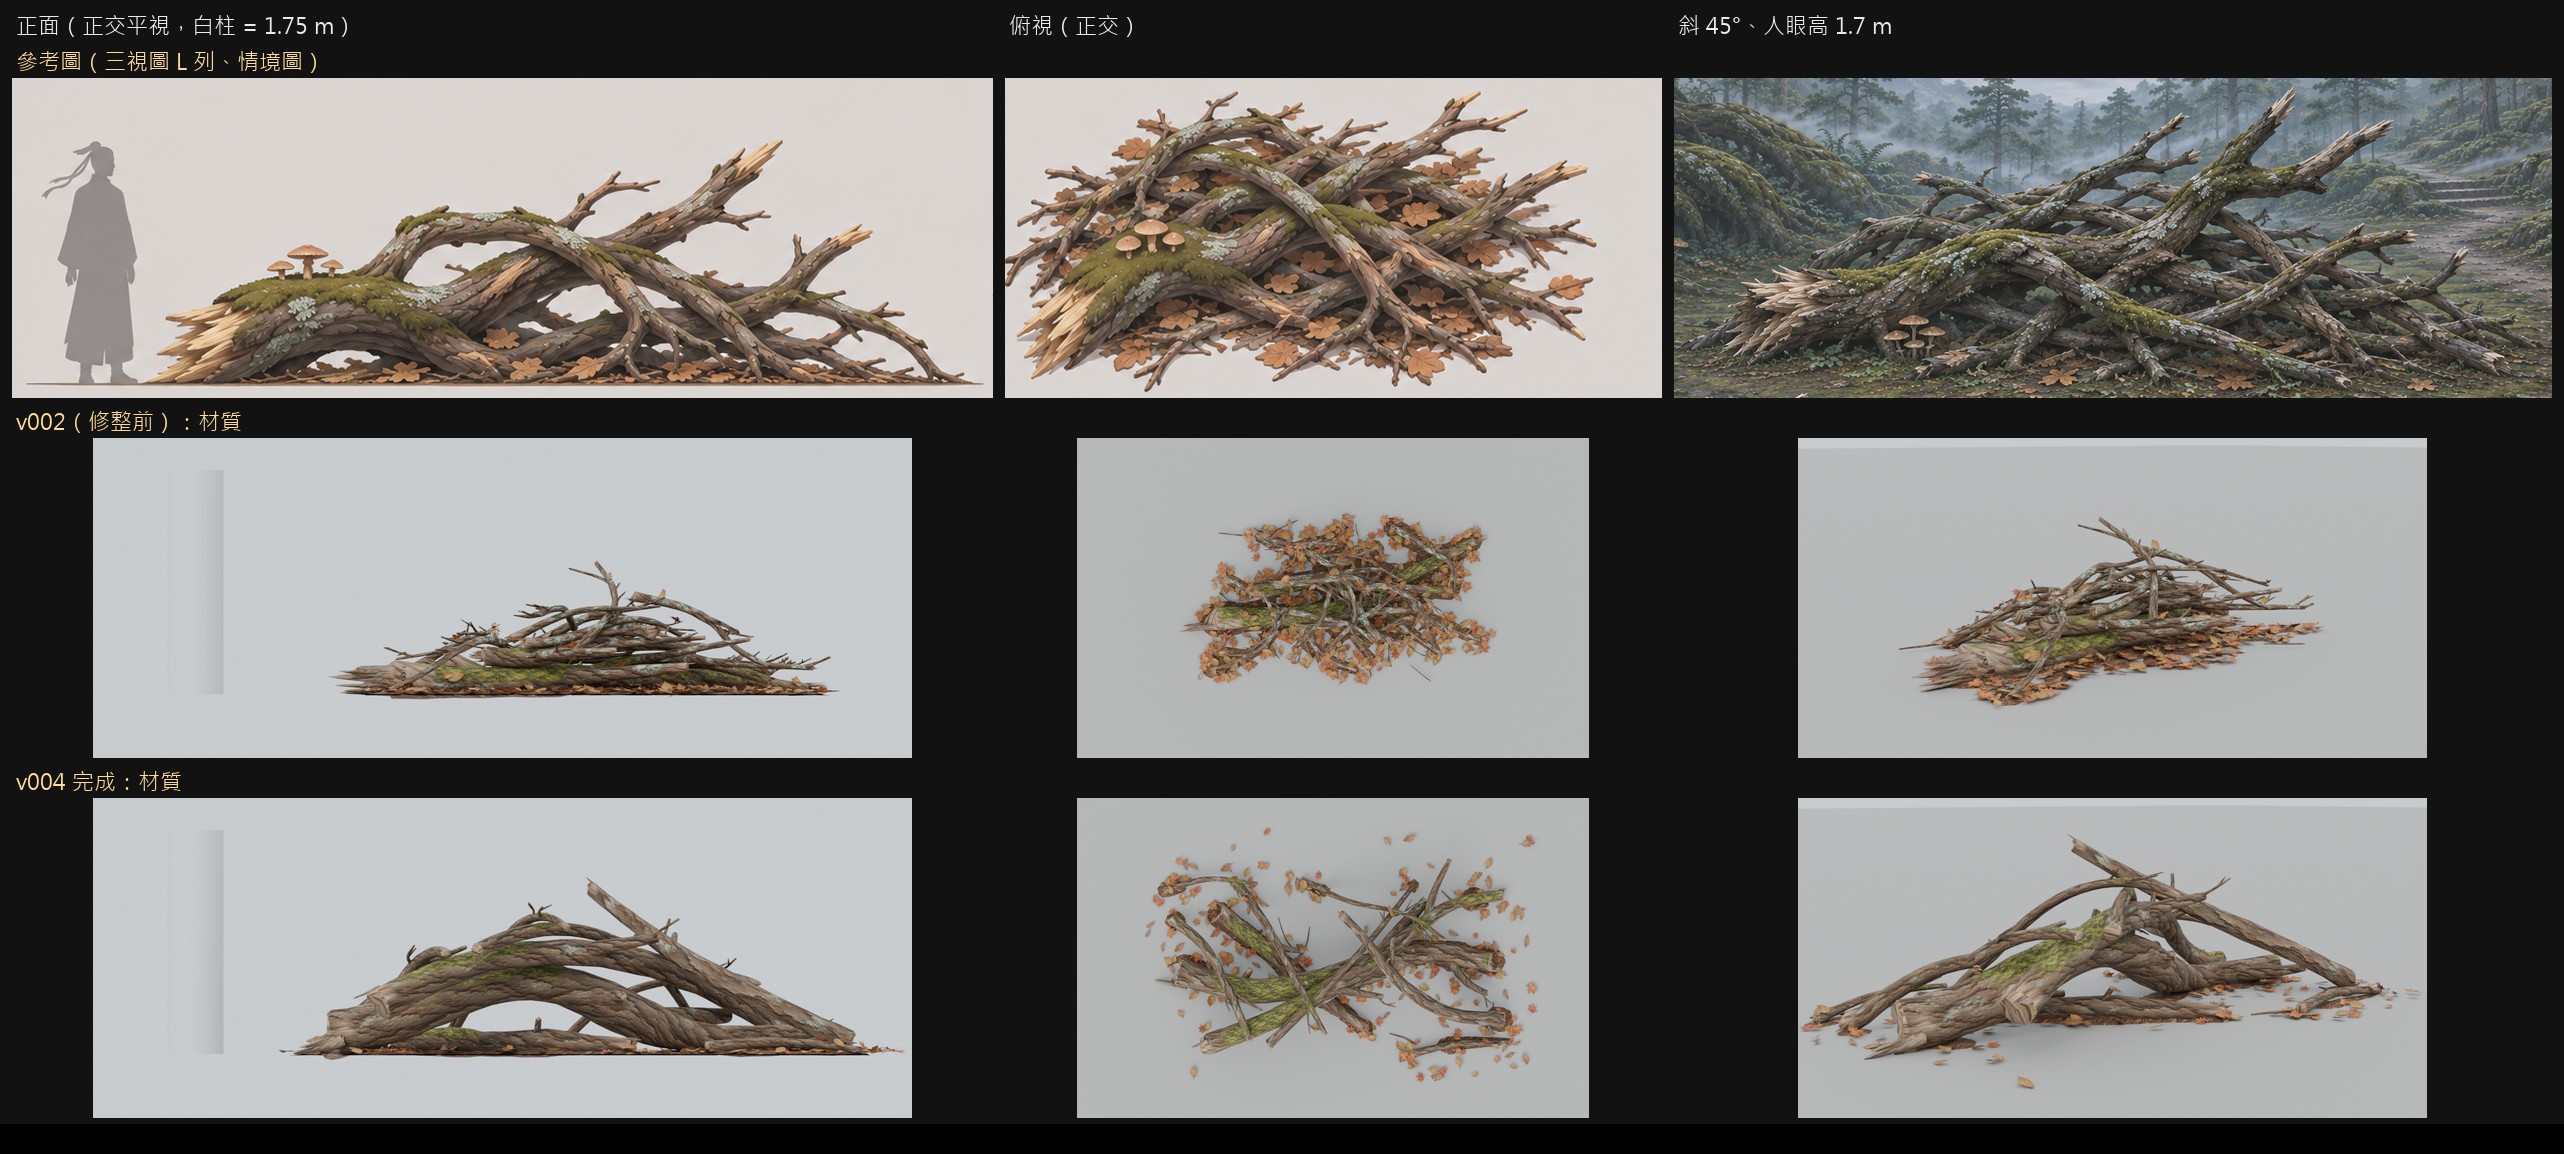 正面（正交平視，白柱 = 1.75 m）
俯視（正交）
斜 45°、人眼高 1.7 m
參考圖（三視圖 L 列、情境圖）
v002（修整前）：材質
v004 完成：材質